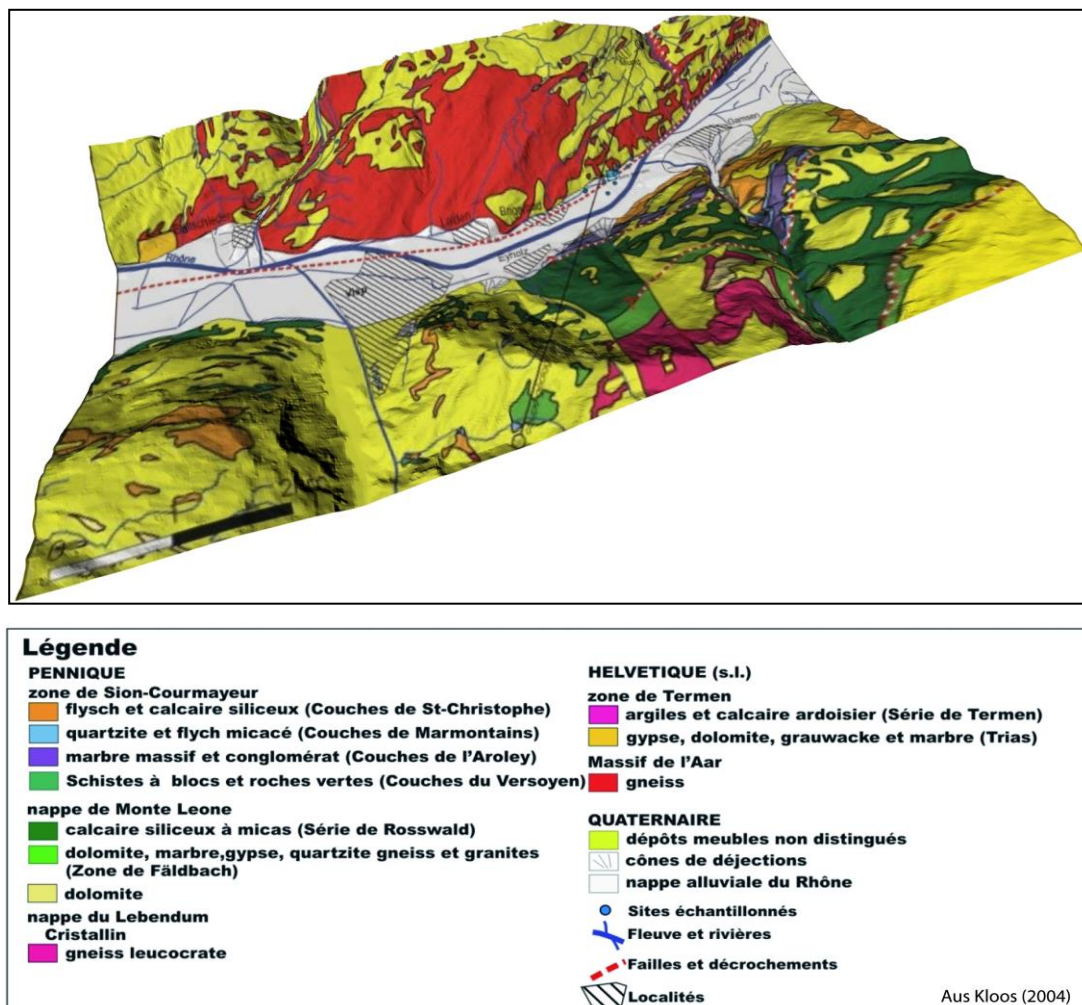 Gamsen
Lalden
Brigerbad
Rhône
Eyholz
Visp
?
?
Légende
PENNIQUE
zone de Sion-Courmayeur
flysch et calcaire siliceux (Couches de St-Christophe)
quartzite et flych micacé (Couches de Marmontains)
marbre massif et conglomérat (Couches de l’Aroley)
Schistes à blocs et roches vertes (Couches du Versoyen)
nappe de Monte Leone
calcaire siliceux à micas (Série de Rosswald)
dolomite, marbre,gypse, quartzite gneiss et granites
(Zone de Fäldbach)
dolomite
nappe du Lebendum
Cristallin
gneiss leucocrate
HELVETIQUE (s.l.)
zone de Termen
argiles et calcaire ardoisier (Série de Termen)
gypse, dolomite, grauwacke et marbre (Trias)
Massif de l’Aar
gneiss
QUATERNAIRE
dépôts meubles non distingués
cônes de déjections
nappe alluviale du Rhône
Sites échantillonnés
Fleuve et rivières
Failles et décrochements
Localités
Aus Kloos (2004)